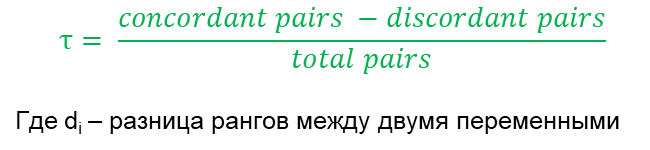 τ = concordant pairs − discordant pairs
total pairs
Где di – разница рангов между двумя переменными